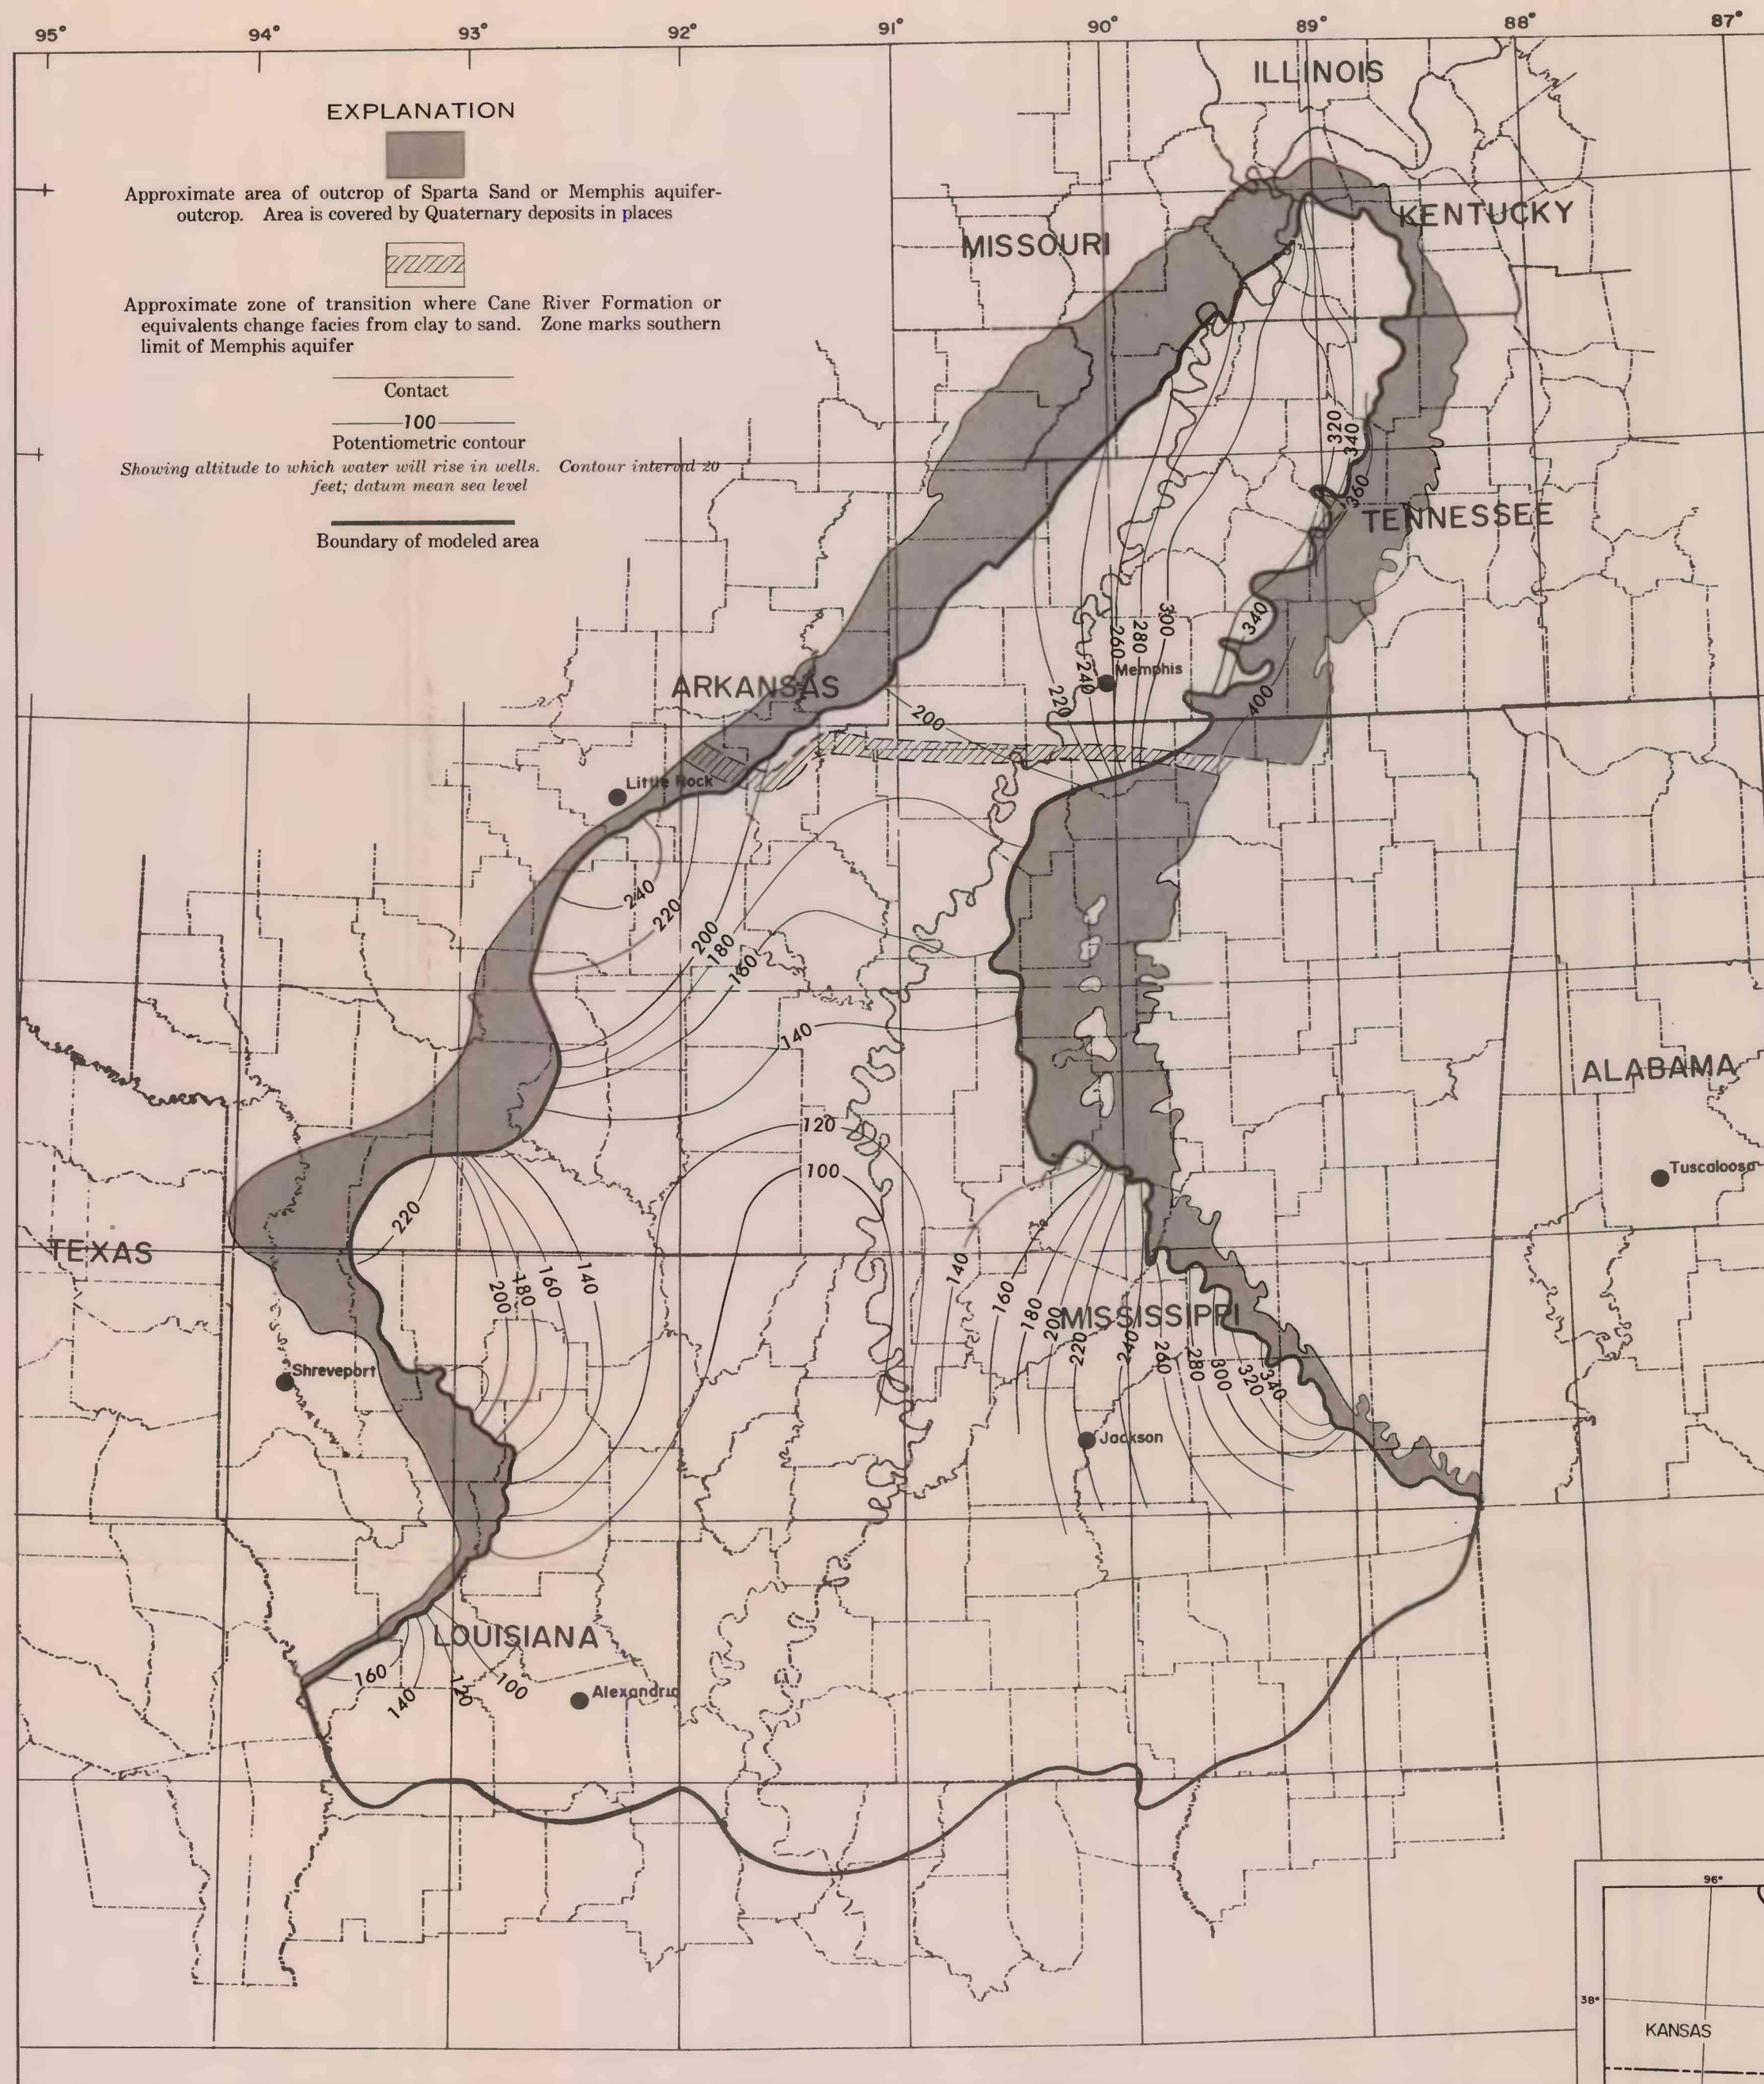 95° 94° 93° 92° 91° 90° 89° 88° 87°
EXPLANATION
Approximate area of outcrop of Sparta Sand or Memphis aquifer-
outcrop. Area is covered by Quaternary deposits in places
Approximate zone of transition where Cane River Formation or
equivalents change facies from clay to sand. Zone marks southern
limit of Memphis aquifer
Contact
100
Potentiometric contour
Showing altitude to which water will rise in wells. Contour interval 20
feet; datum mean sea level
Boundary of modeled area
ILLINOIS
KENTUCKY
MISSOURI
320
340
360
TENNESSEE
340
300
280
260
240
220
Memphis
400
ARKANSAS
200
Little Rock
240
220
200
180
160
140
ALABAMA
120
100
Tuscaloosa
220
TEXAS
200
180
160
140
140
160
180
200
220
240
260
280
300
320
340
MISSISSIPPI
Shreveport
Jackson
LOUISIANA
160
140
120
100
Alexandria
96°
38°
KANSAS